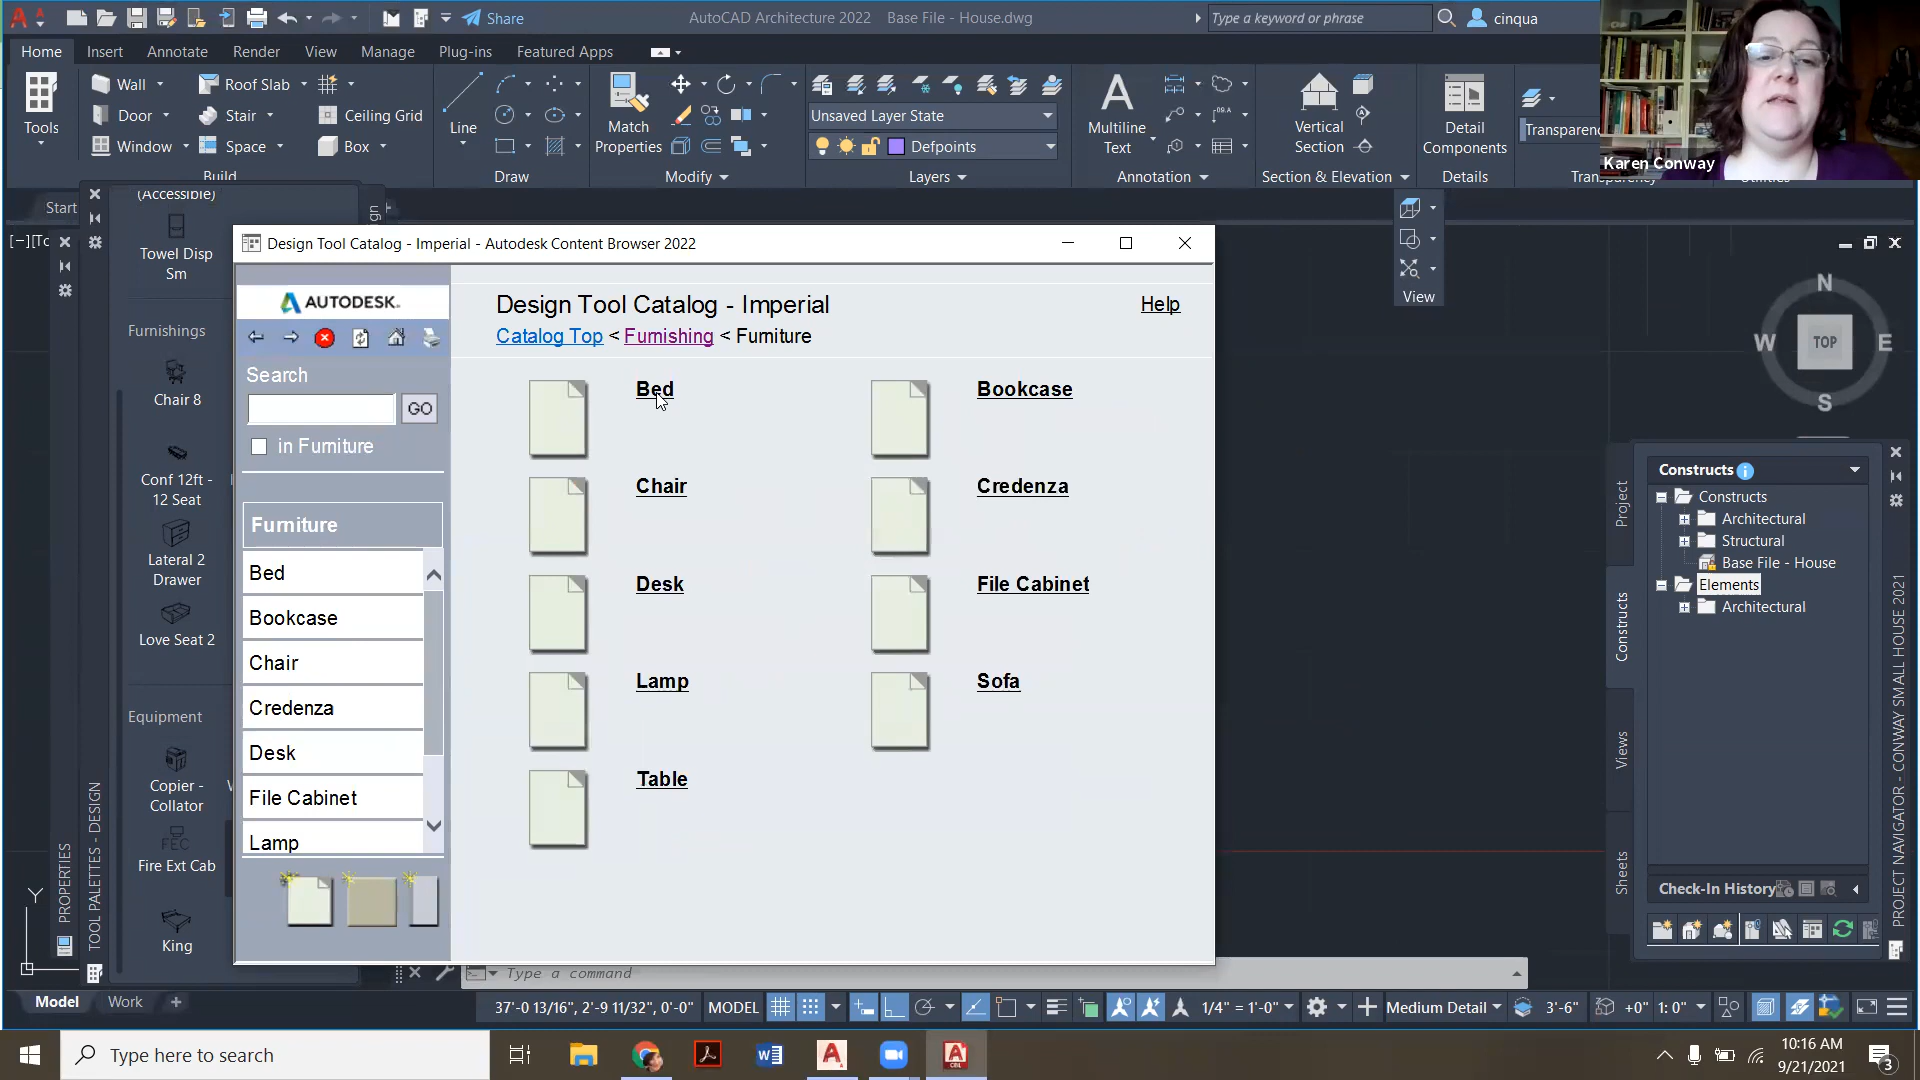 Share
AutoCAD Architecture 2022 Base File - House.dwg
Type a keyword or phrase
cinqua
Home Insert Annotate Render View Manage Plug-ins Featured Apps
Tools
Wall
Door
Window
Roof Slab
Stair
Space
Ceiling Grid
Box
Build
Line
Draw
Match
Properties
Modify
Unsaved Layer State
Defpoints
Layers
Multiline
Text
Annotation
Vertical
Section
Section & Elevation
Detail
Components
Details
Transparenc
Karen Conway
Start
(Accessible)
Towel Disp
Sm
Furnishings
Chair 8
Conf 12ft -
12 Seat
Lateral 2
Drawer
Love Seat 2
Equipment
Copier -
Collator
FEC
Fire Ext Cab
King
PROPERTIES
TOOL PALETTES - DESIGN
Design Tool Catalog - Imperial - Autodesk Content Browser 2022
AUTODESK.
Search
GO
in Furniture
Furniture
Bed
Bookcase
Chair
Credenza
Desk
File Cabinet
Lamp
Design Tool Catalog - Imperial
Help
Catalog Top < Furnishing < Furniture
Bed
Bookcase
Chair
Credenza
Desk
File Cabinet
Lamp
Sofa
Table
View
N
W TOP E
S
Project
Constructs
Views
Sheets
Constructs
Constructs
Architectural
Structural
Base File - House
Elements
Architectural
Check-In History
PROJECT NAVIGATOR - CONWAY SMALL HOUSE 2021
Y
Type a command
Model Work
37'-0 13/16", 2'-9 11/32", 0'-0" MODEL 1/4" = 1'-0" Medium Detail 3'-6" +0" 1: 0"
Type here to search
10:16 AM
9/21/2021
3